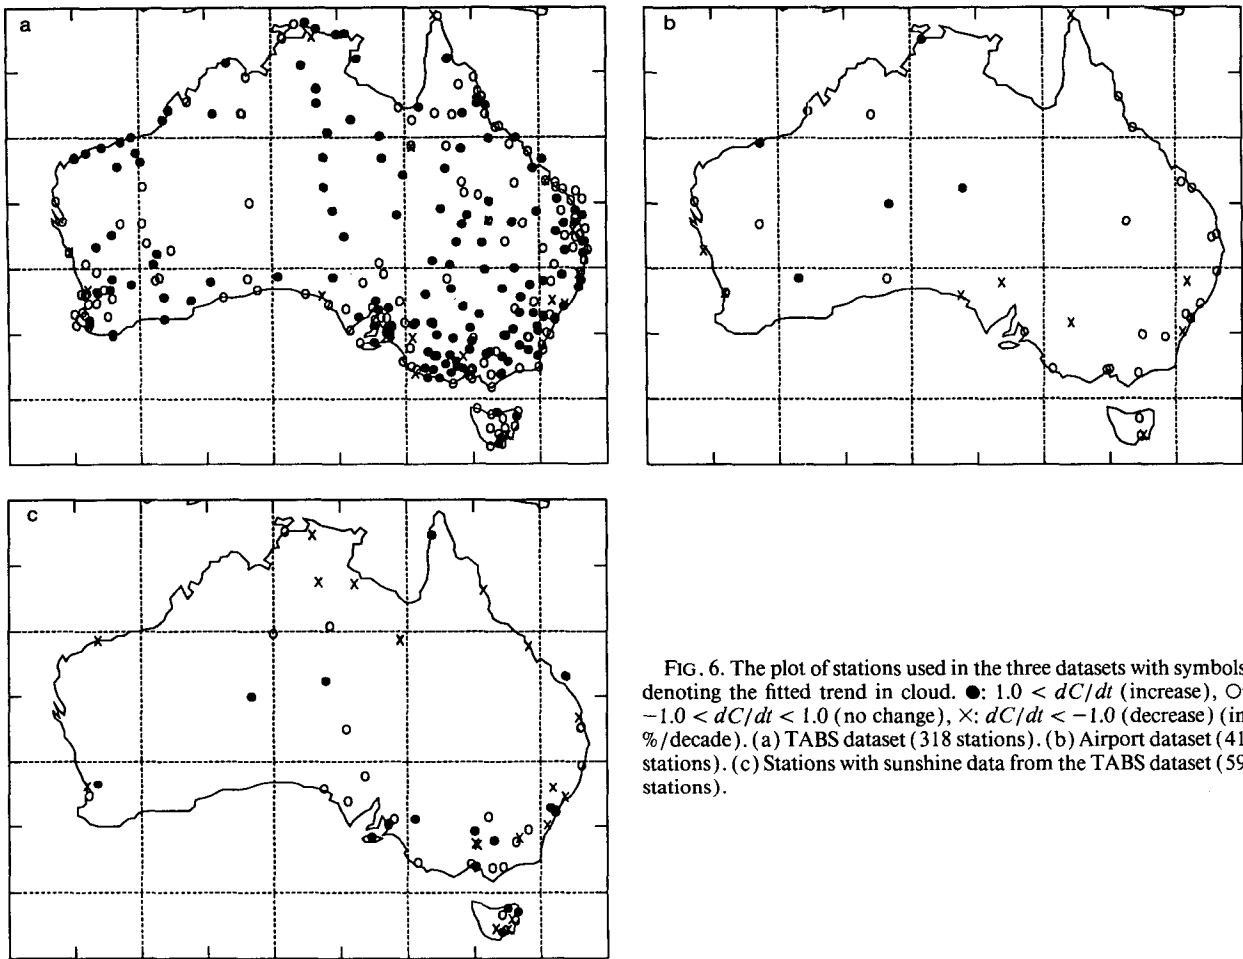 a
b
c
FIG. 6. The plot of stations used in the three datasets with symbols
denoting the fitted trend in cloud. ●: 1.0 < dC/dt (increase), ○
−1.0 < dC/dt < 1.0 (no change), ×: dC/dt < −1.0 (decrease) (in
%/decade). (a) TABS dataset (318 stations). (b) Airport dataset (41
stations). (c) Stations with sunshine data from the TABS dataset (59
stations).